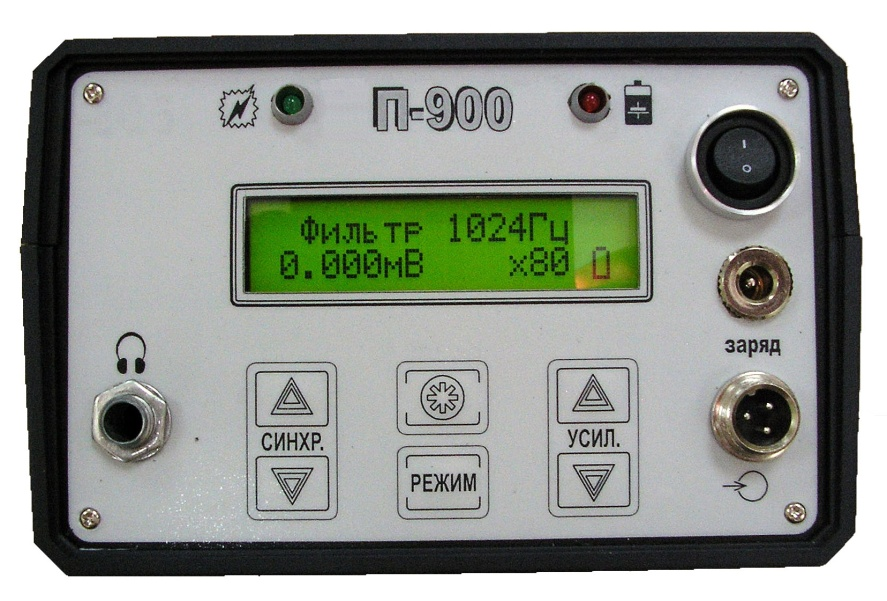 П-900
I
O
Фильтр 1024Гц
0.000мВ x80
заряд
СИНХР.
УСИЛ.
РЕЖИМ